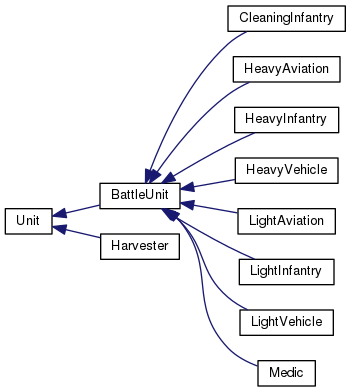 CleaningInfantry
HeavyAviation
HeavyInfantry
HeavyVehicle
BattleUnit
Unit
LightAviation
Harvester
LightInfantry
LightVehicle
Medic